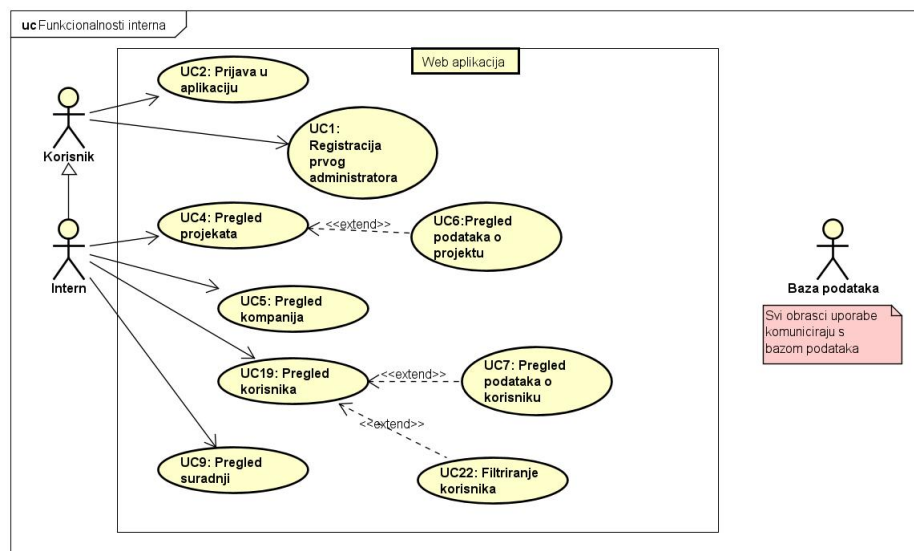 uc Funkcionalnosti interna
Web aplikacija
UC2: Prijava u
aplikaciju
UC1:
Registracija
prvog
administratora
Korisnik
UC4: Pregled
projekata
<<extend>>
UC6:Pregled
podataka o
projektu
Intern
Baza podataka
UC5: Pregled
kompanija
Svi obrasci uporabe
komuniciraju s
bazom podataka
UC19: Pregled
korisnika
<<extend>>
UC7: Pregled
podataka o
korisniku
<<extend>>
UC9: Pregled
suradnji
UC22: Filtriranje
korisnika